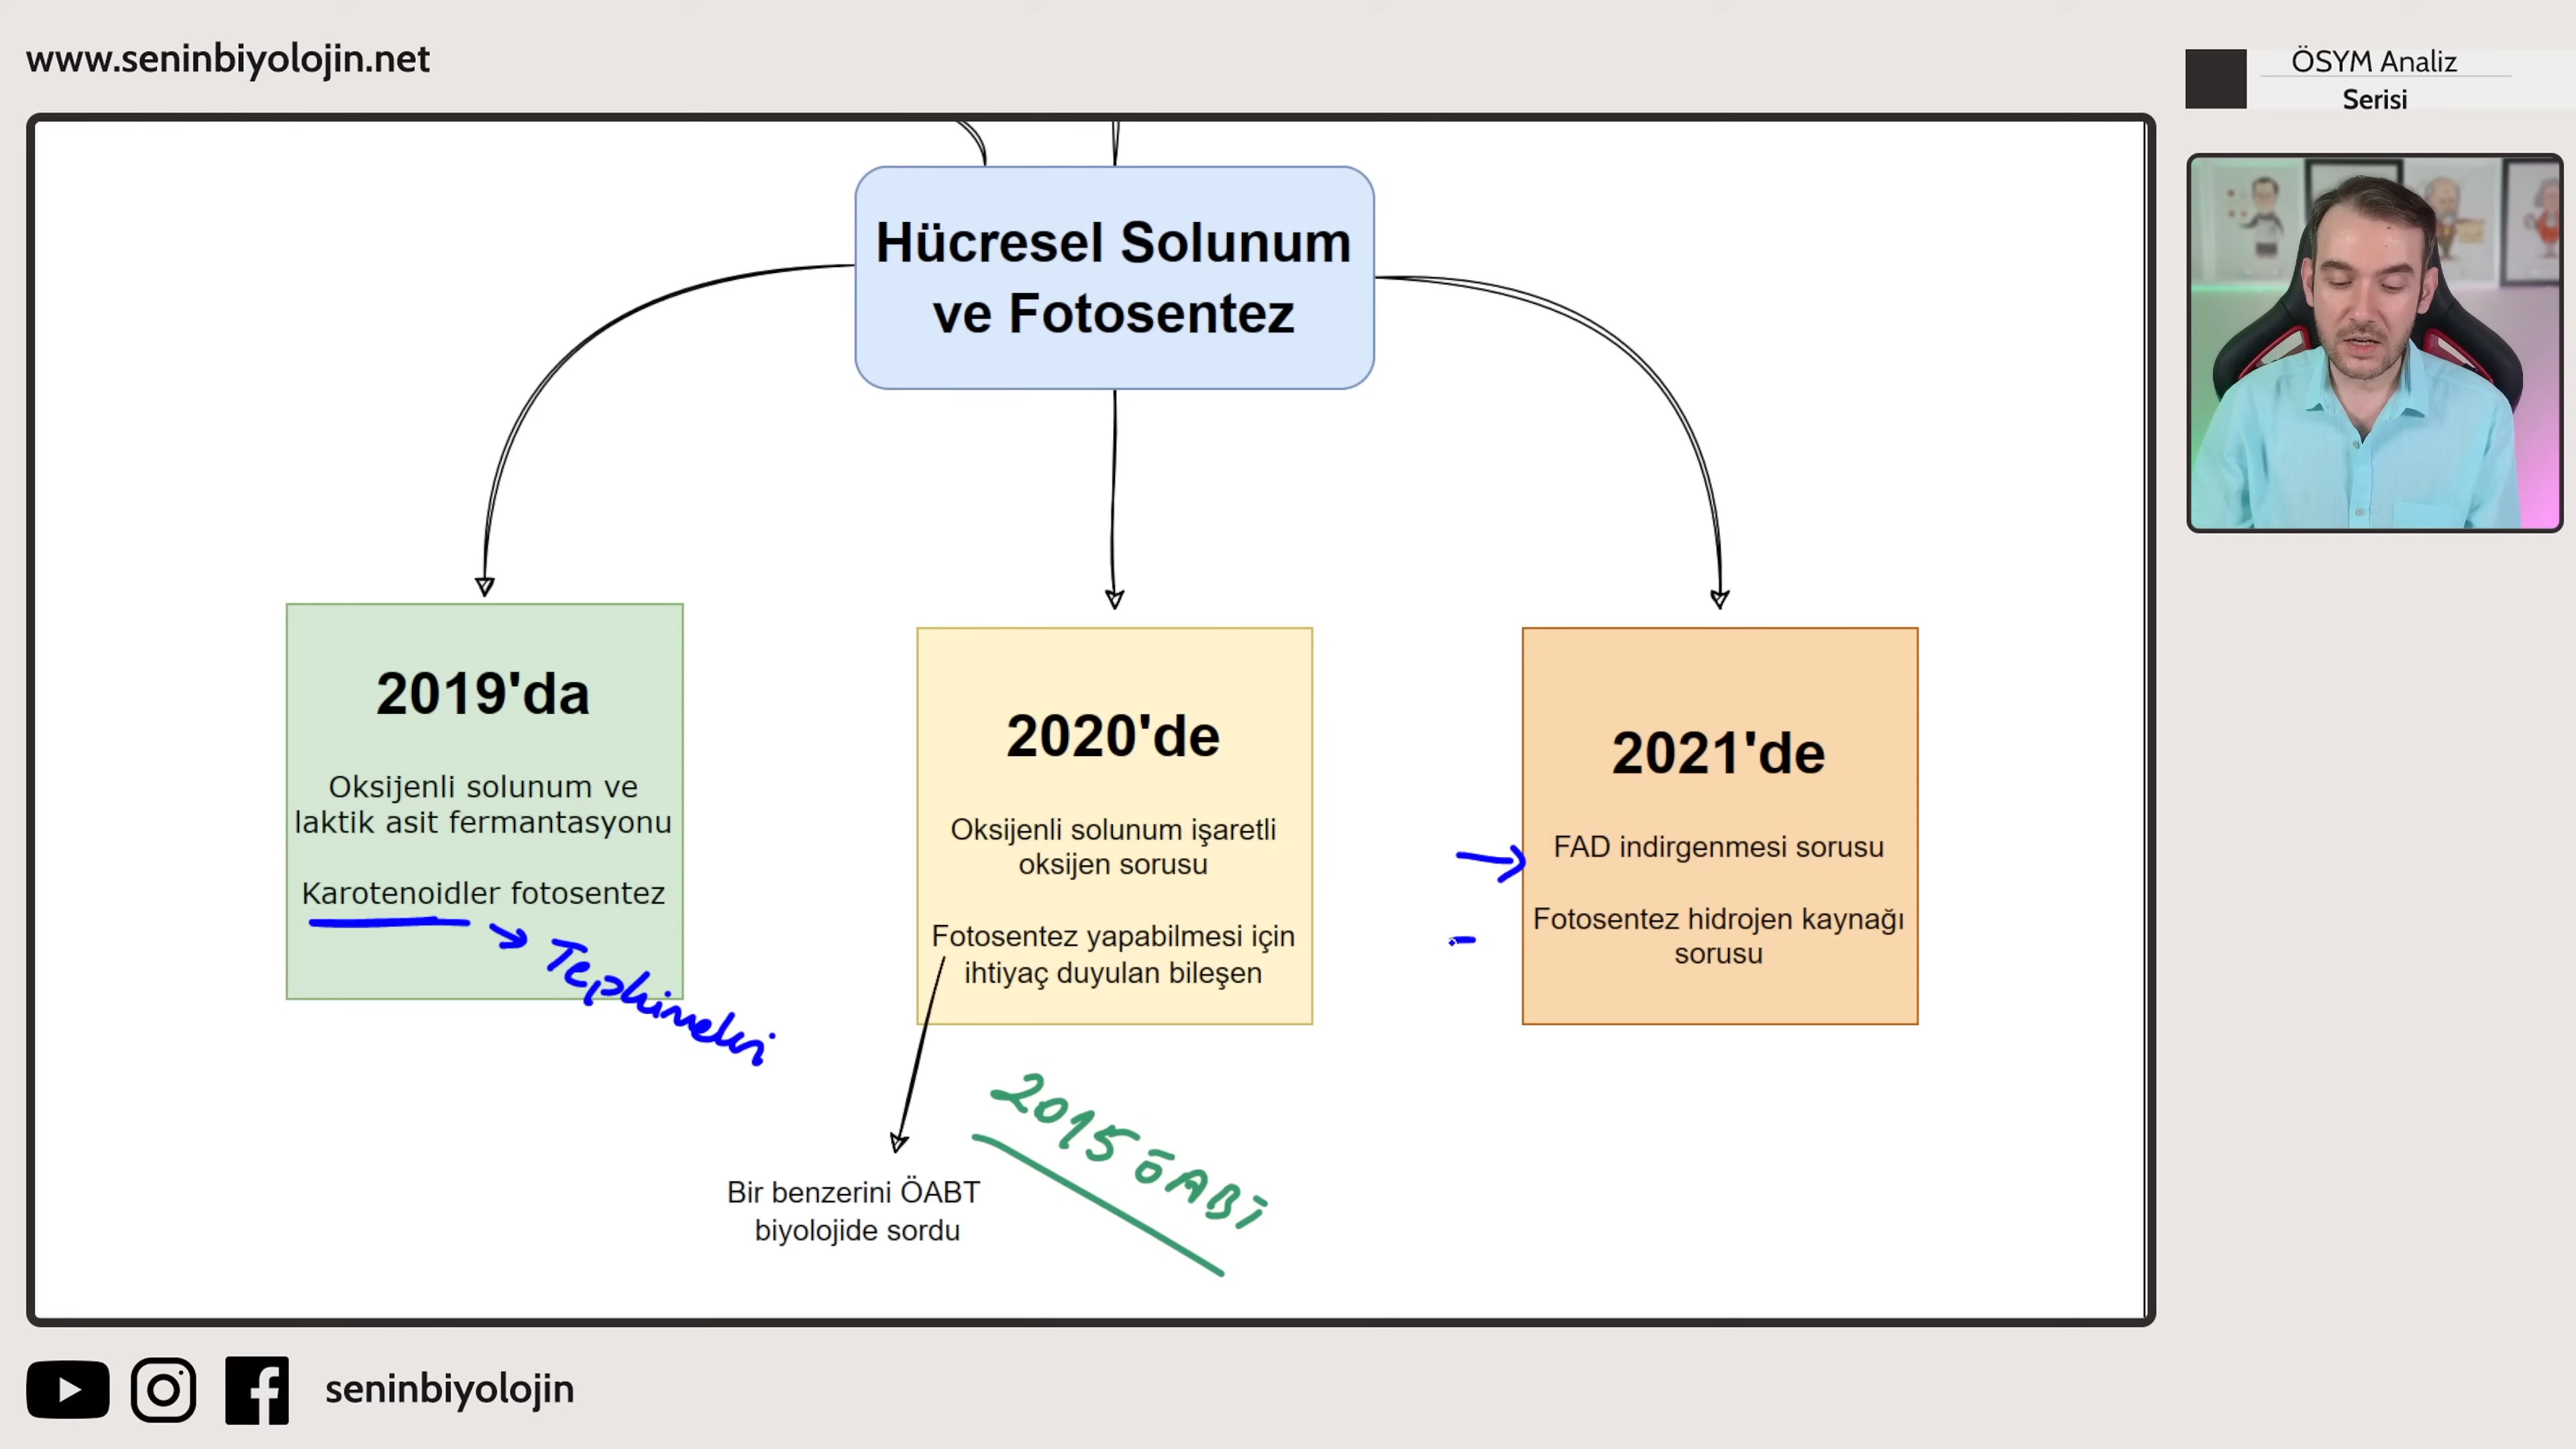 www.seninbiyolojin.net
ÖSYM Analiz
Serisi
Hücresel Solunum
ve Fotosentez
2019'da
Oksijenli solunum ve
laktik asit fermantasyonu
Karotenoidler fotosentez
2020'de
Oksijenli solunum işaretli
oksijen sorusu
Fotosentez yapabilmesi için
ihtiyaç duyulan bileşen
2021'de
FAD indirgenmesi sorusu
Fotosentez hidrojen kaynağı
sorusu
Bir benzerini ÖABT
biyolojide sordu
2015 ÖABT
seninbiyolojin